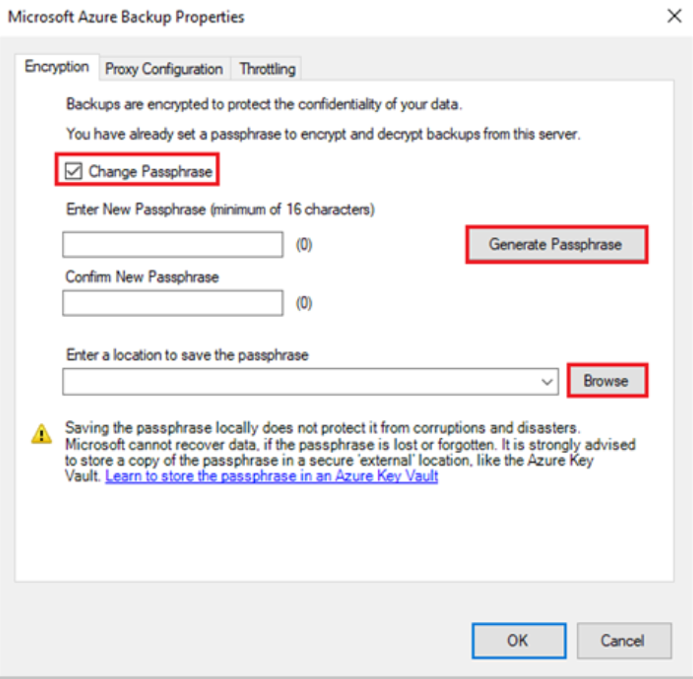 Microsoft Azure Backup Properties
Encryption Proxy Configuration Throttling
Backups are encrypted to protect the confidentiality of your data.
You have already set a passphrase to encrypt and decrypt backups from this server.
Change Passphrase
Enter New Passphrase (minimum of 16 characters)
(0) Generate Passphrase
Confirm New Passphrase
(0)
Enter a location to save the passphrase
Browse
Saving the passphrase locally does not protect it from corruptions and disasters.
Microsoft cannot recover data, if the passphrase is lost or forgotten. It is strongly advised
to store a copy of the passphrase in a secure 'external' location, like the Azure Key
Vault. Learn to store the passphrase in an Azure Key Vault
OK Cancel